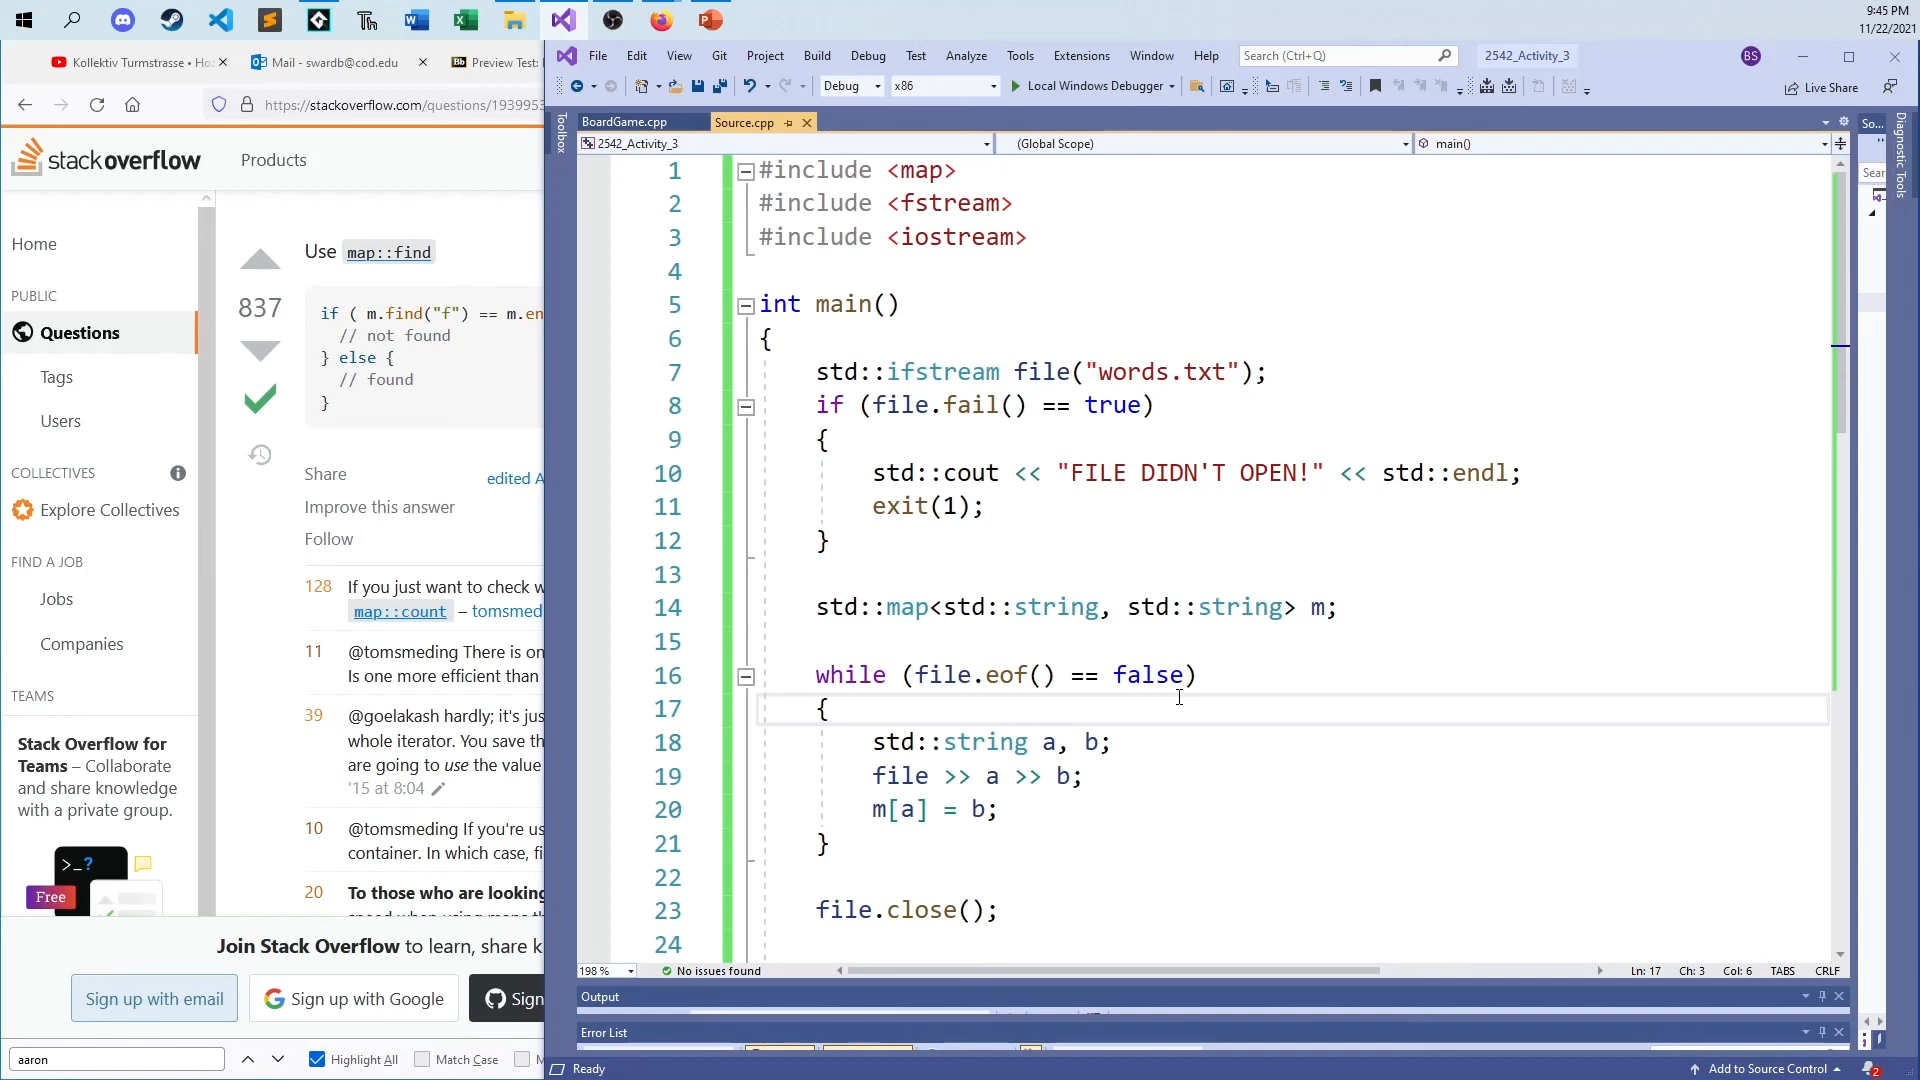 9:45 PM
11/22/2021
Kollektiv Turmstrasse • Hoz
Mail - swardb@cod.edu
Preview Test:
https://stackoverflow.com/questions/1939953
stack overflow
Products
Home
PUBLIC
Questions
Tags
Users
COLLECTIVES
Explore Collectives
FIND A JOB
Jobs
Companies
TEAMS
Stack Overflow for
Teams – Collaborate
and share knowledge
with a private group.
>_?
Free
837
Use map::find
if ( m.find("f") == m.en
// not found
} else {
// found
}
Share
Improve this answer
Follow
edited A
128 If you just want to check w
map::count – tomsmed
11 @tomsmeding There is on
Is one more efficient than
39 @goelakash hardly; it's jus
whole iterator. You save th
are going to use the value
'15 at 8:04
10 @tomsmeding If you're us
container. In which case, fi
20 To those who are looking
Join Stack Overflow to learn, share k
Sign up with email
Sign up with Google
Sign
aaron
Highlight All
Match Case
File Edit View Git Project Build Debug Test Analyze Tools Extensions Window Help
Search (Ctrl+Q)
2542_Activity_3
BS
Debug
x86
Local Windows Debugger
Live Share
Toolbox
BoardGame.cpp
Source.cpp
So...
Sear
Diagnostic Tools
2542_Activity_3
(Global Scope)
main()
1 #include <map>
2 #include <fstream>
3 #include <iostream>
4
5 int main()
6 {
7 std::ifstream file("words.txt");
8 if (file.fail() == true)
9 {
10 std::cout << "FILE DIDN'T OPEN!" << std::endl;
11 exit(1);
12 }
13
14 std::map<std::string, std::string> m;
15
16 while (file.eof() == false)
17 {
18 std::string a, b;
19 file >> a >> b;
20 m[a] = b;
21 }
22
23 file.close();
24
198 %
No issues found
Ln: 17 Ch: 3 Col: 6 TABS CRLF
Output
Error List
Ready
Add to Source Control
2